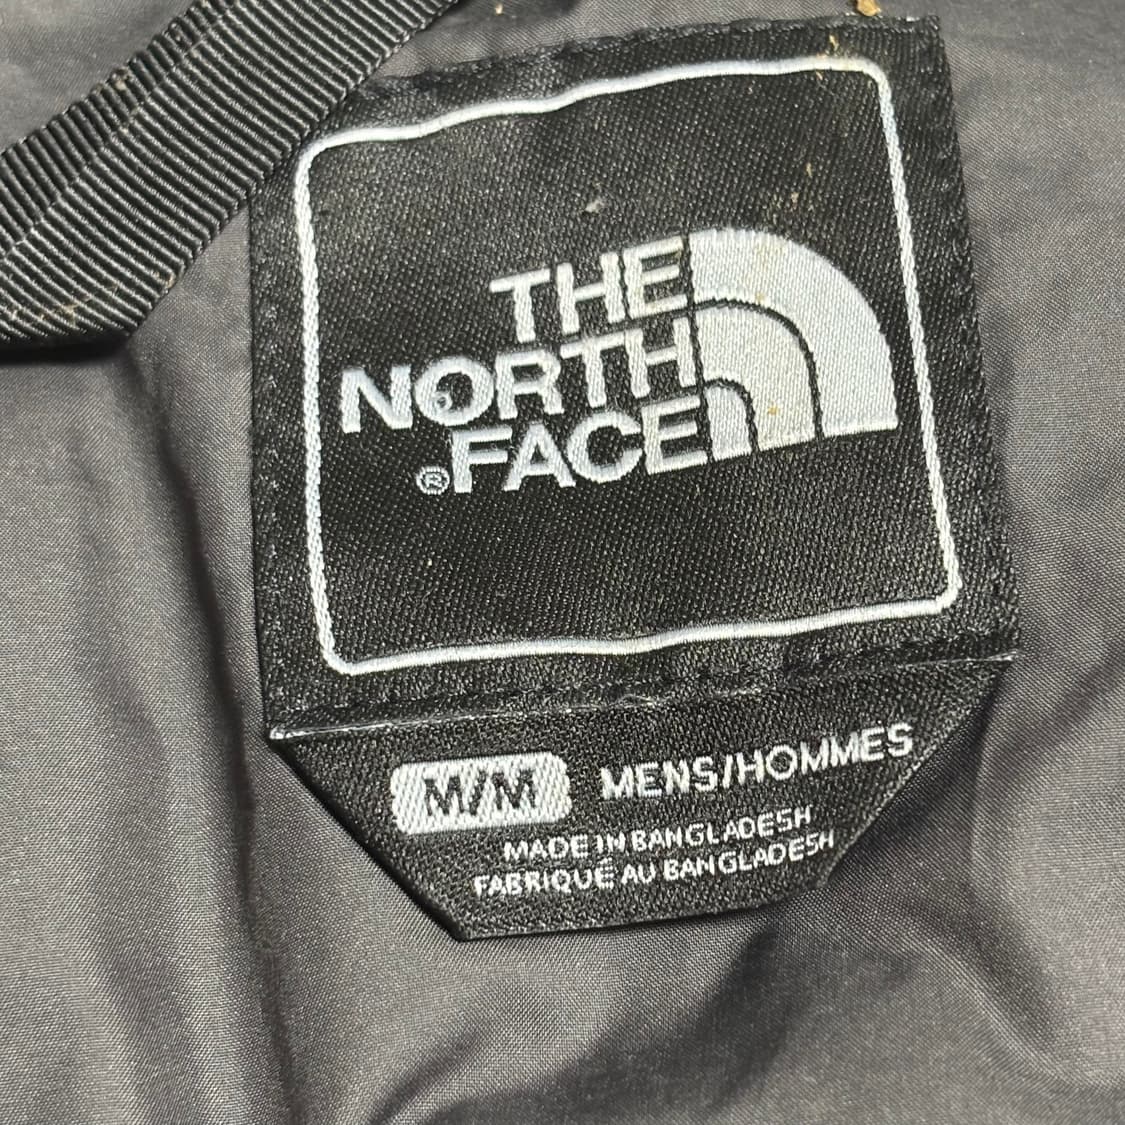 THE
NORTH
FACE
®
M/M MENS/HOMMES
MADE IN BANGLADESH
FABRIQUÉ AU BANGLADESH